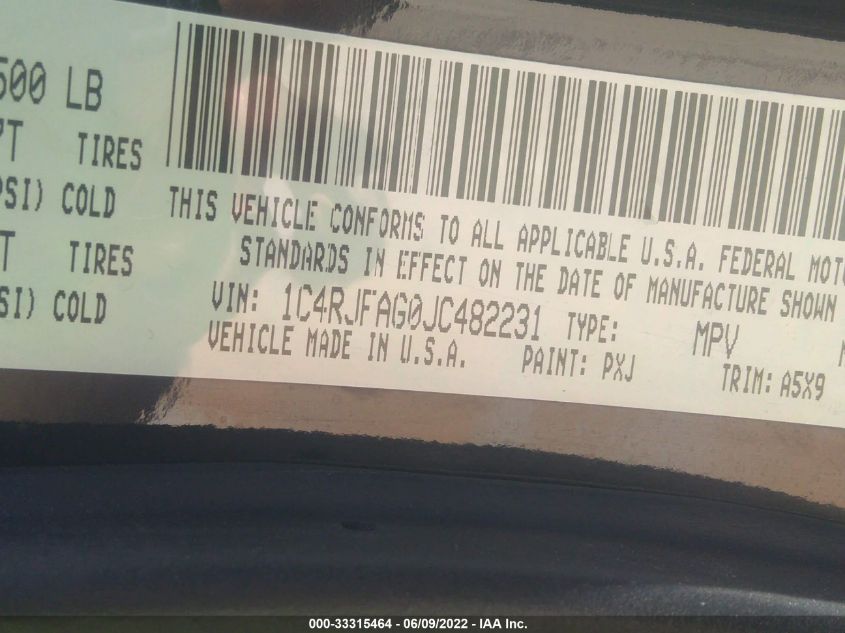 500 LB
TIRES
PSI) COLD
T TIRES
SI) COLD
THIS VEHICLE CONFORMS TO ALL APPLICABLE U.S.A. FEDERAL MOTO
STANDARDS IN EFFECT ON THE DATE OF MANUFACTURE SHOWN
VIN: 1C4RJFAG0JC482231 TYPE: MPV
VEHICLE MADE IN U.S.A. PAINT: PXJ TRIM: A5X9
000-33315464 - 06/09/2022 - IAA Inc.